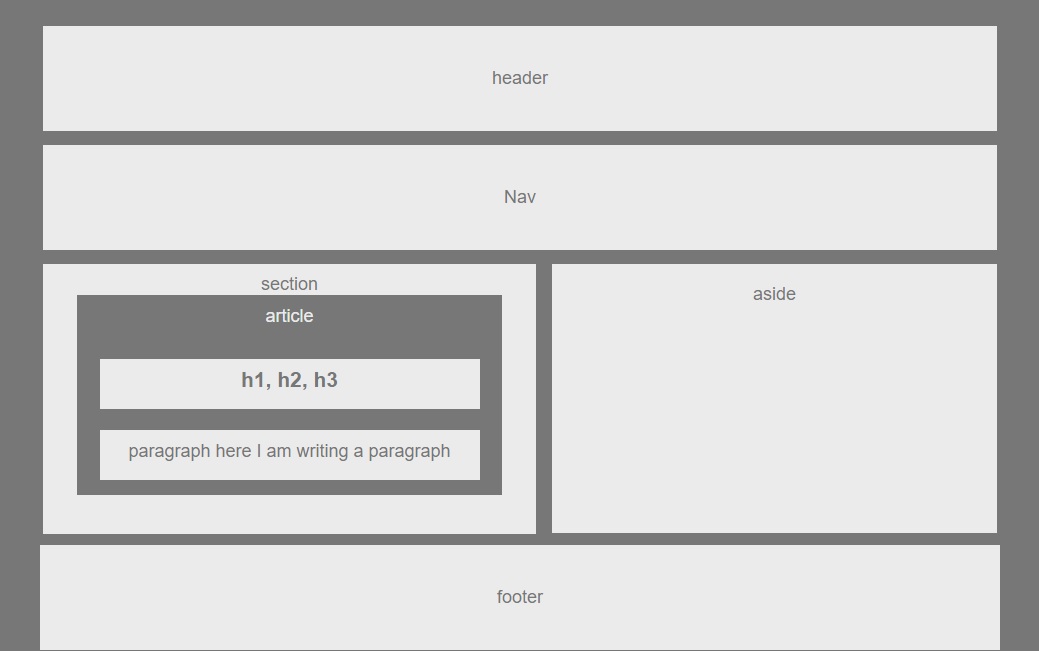 header
Nav
section
article
h1, h2, h3
paragraph here I am writing a paragraph
aside
footer